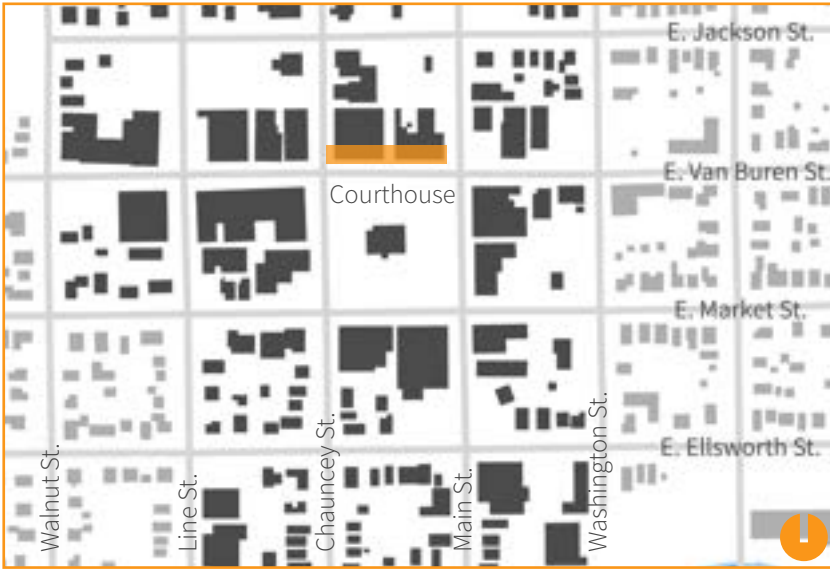 E. Jackson St.
E. Van Buren St.
Courthouse
E. Market St.
E. Ellsworth St.
Walnut St.
Line St.
Chauncey St.
Main St.
Washington St.